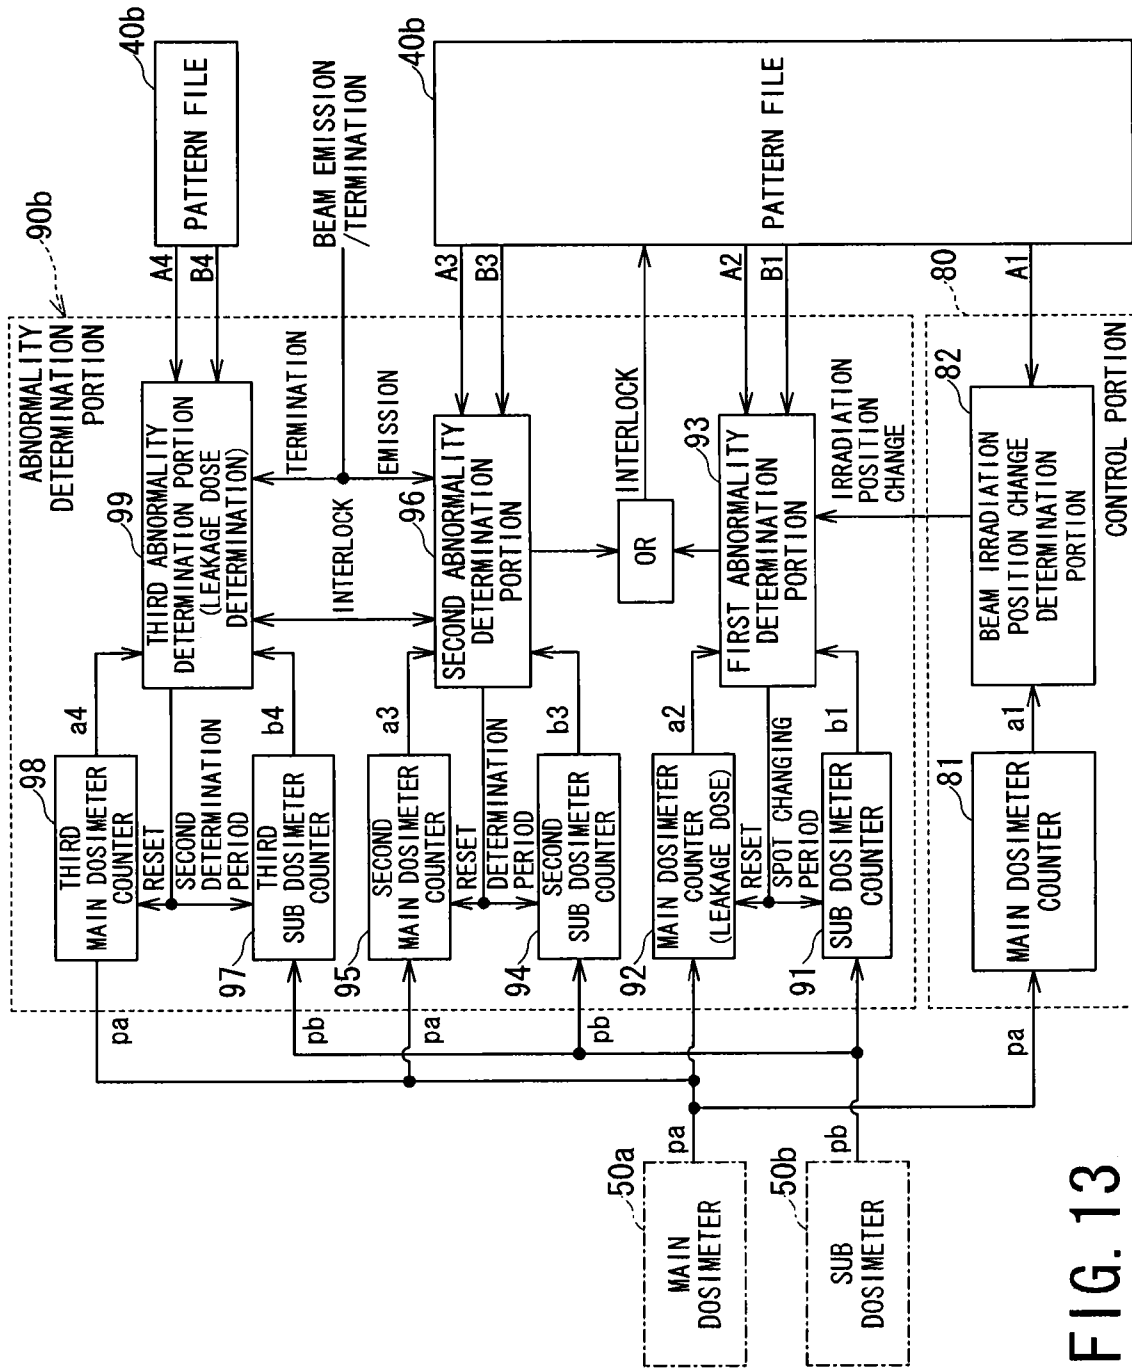 ABNORMALITY
DETERMINATION
PORTION
90b
40b
PATTERN FILE
A4
B4
98
THIRD
MAIN DOSIMETER
COUNTER
a4
99
THIRD ABNORMALITY
DETERMINATION PORTION
(LEAKAGE DOSE
DETERMINATION)
RESET
SECOND
DETERMINATION
PERIOD
97
THIRD
SUB DOSIMETER
COUNTER
b4
pa
pb
INTERLOCK
TERMINATION
EMISSION
BEAM EMISSION
/TERMINATION
95
SECOND
MAIN DOSIMETER
COUNTER
a3
96
SECOND ABNORMALITY
DETERMINATION
PORTION
A3
B3
40b
PATTERN FILE
RESET
DETERMINATION
PERIOD
94
SECOND
SUB DOSIMETER
COUNTER
b3
pa
pb
OR
INTERLOCK
92
MAIN DOSIMETER
COUNTER
(LEAKAGE DOSE)
a2
93
FIRST ABNORMALITY
DETERMINATION
PORTION
A2
B1
RESET
SPOT CHANGING
PERIOD
91
SUB DOSIMETER
COUNTER
b1
IRRADIATION
POSITION
CHANGE
80
50a
MAIN
DOSIMETER
pa
50b
SUB
DOSIMETER
pb
pa
81
MAIN DOSIMETER
COUNTER
a1
82
BEAM IRRADIATION
POSITION CHANGE
DETERMINATION
PORTION
A1
CONTROL PORTION
FIG. 13